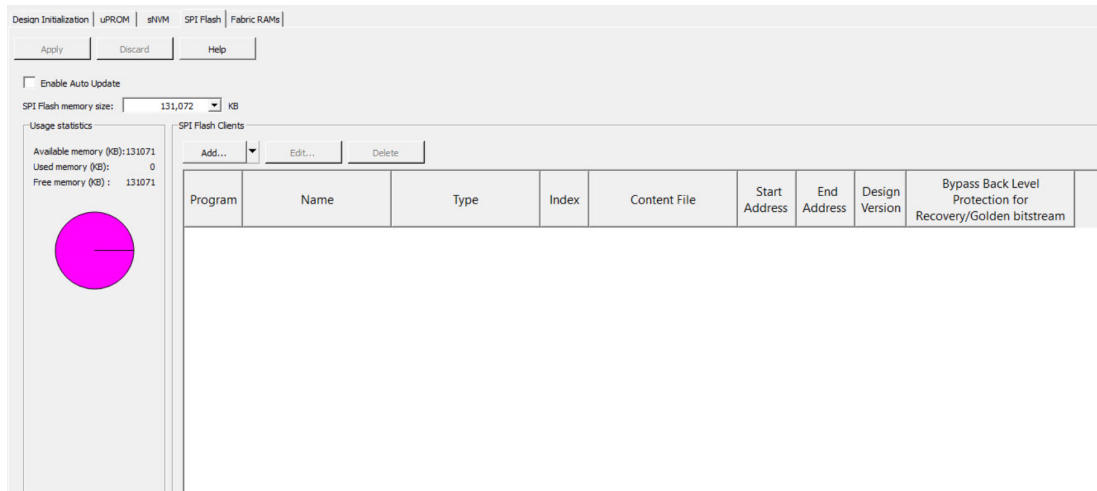 Design Initialization uPROM sNVM SPI Flash Fabric RAMs
Apply Discard Help
Enable Auto Update
SPI Flash memory size: 131,072 KB
Usage statistics
Available memory (KB): 131071
Used memory (KB): 0
Free memory (KB) : 131071
SPI Flash Clients
Add... Edit... Delete
Program Name Type Index Content File Start Address End Address Design Version Bypass Back Level Protection for Recovery/Golden bitstream